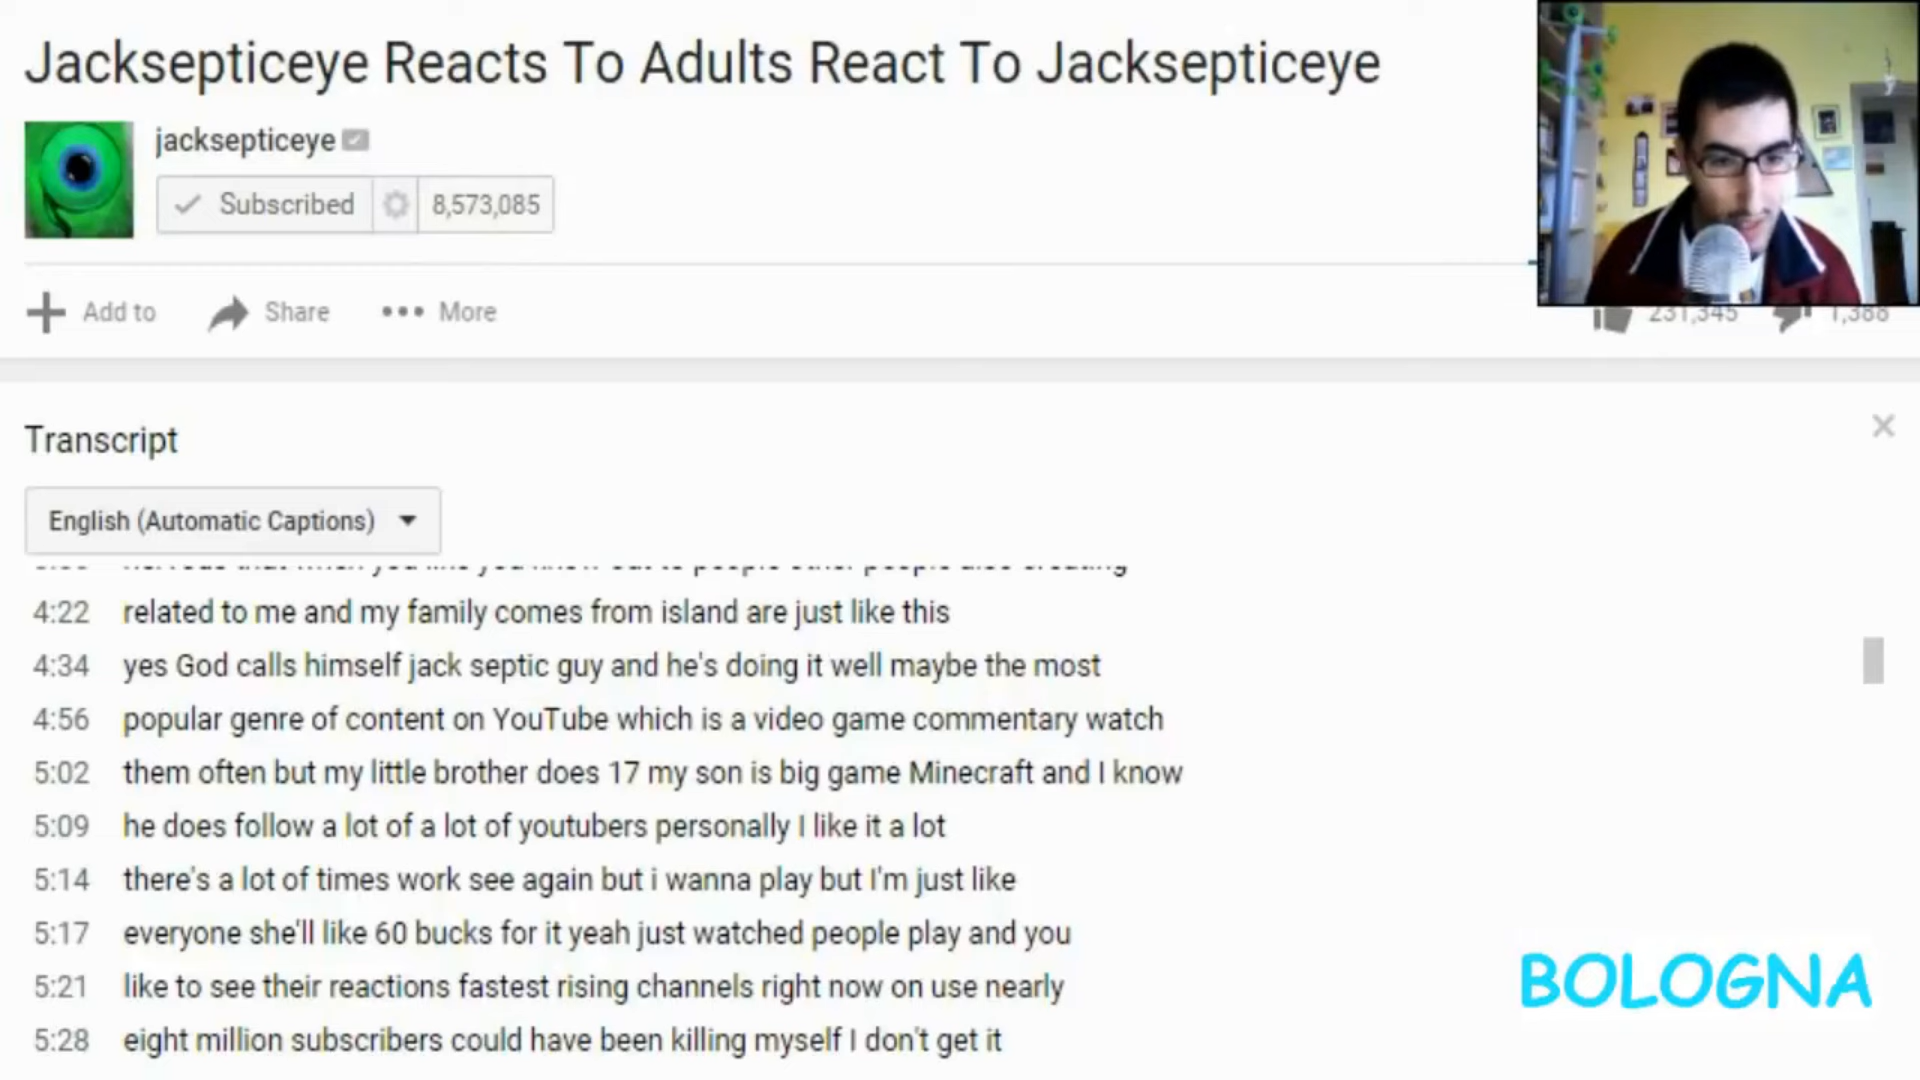 Jacksepticeye Reacts To Adults React To Jacksepticeye
jacksepticeye
Subscribed 8,573,085
Add to Share More 231,345 1,388
Transcript
English (Automatic Captions)
4:22 related to me and my family comes from island are just like this
4:34 yes God calls himself jack septic guy and he's doing it well maybe the most
4:56 popular genre of content on YouTube which is a video game commentary watch
5:02 them often but my little brother does 17 my son is big game Minecraft and I know
5:09 he does follow a lot of a lot of youtubers personally I like it a lot
5:14 there's a lot of times work see again but i wanna play but I'm just like
5:17 everyone she'll like 60 bucks for it yeah just watched people play and you
5:21 like to see their reactions fastest rising channels right now on use nearly
5:28 eight million subscribers could have been killing myself I don't get it
BOLOGNA